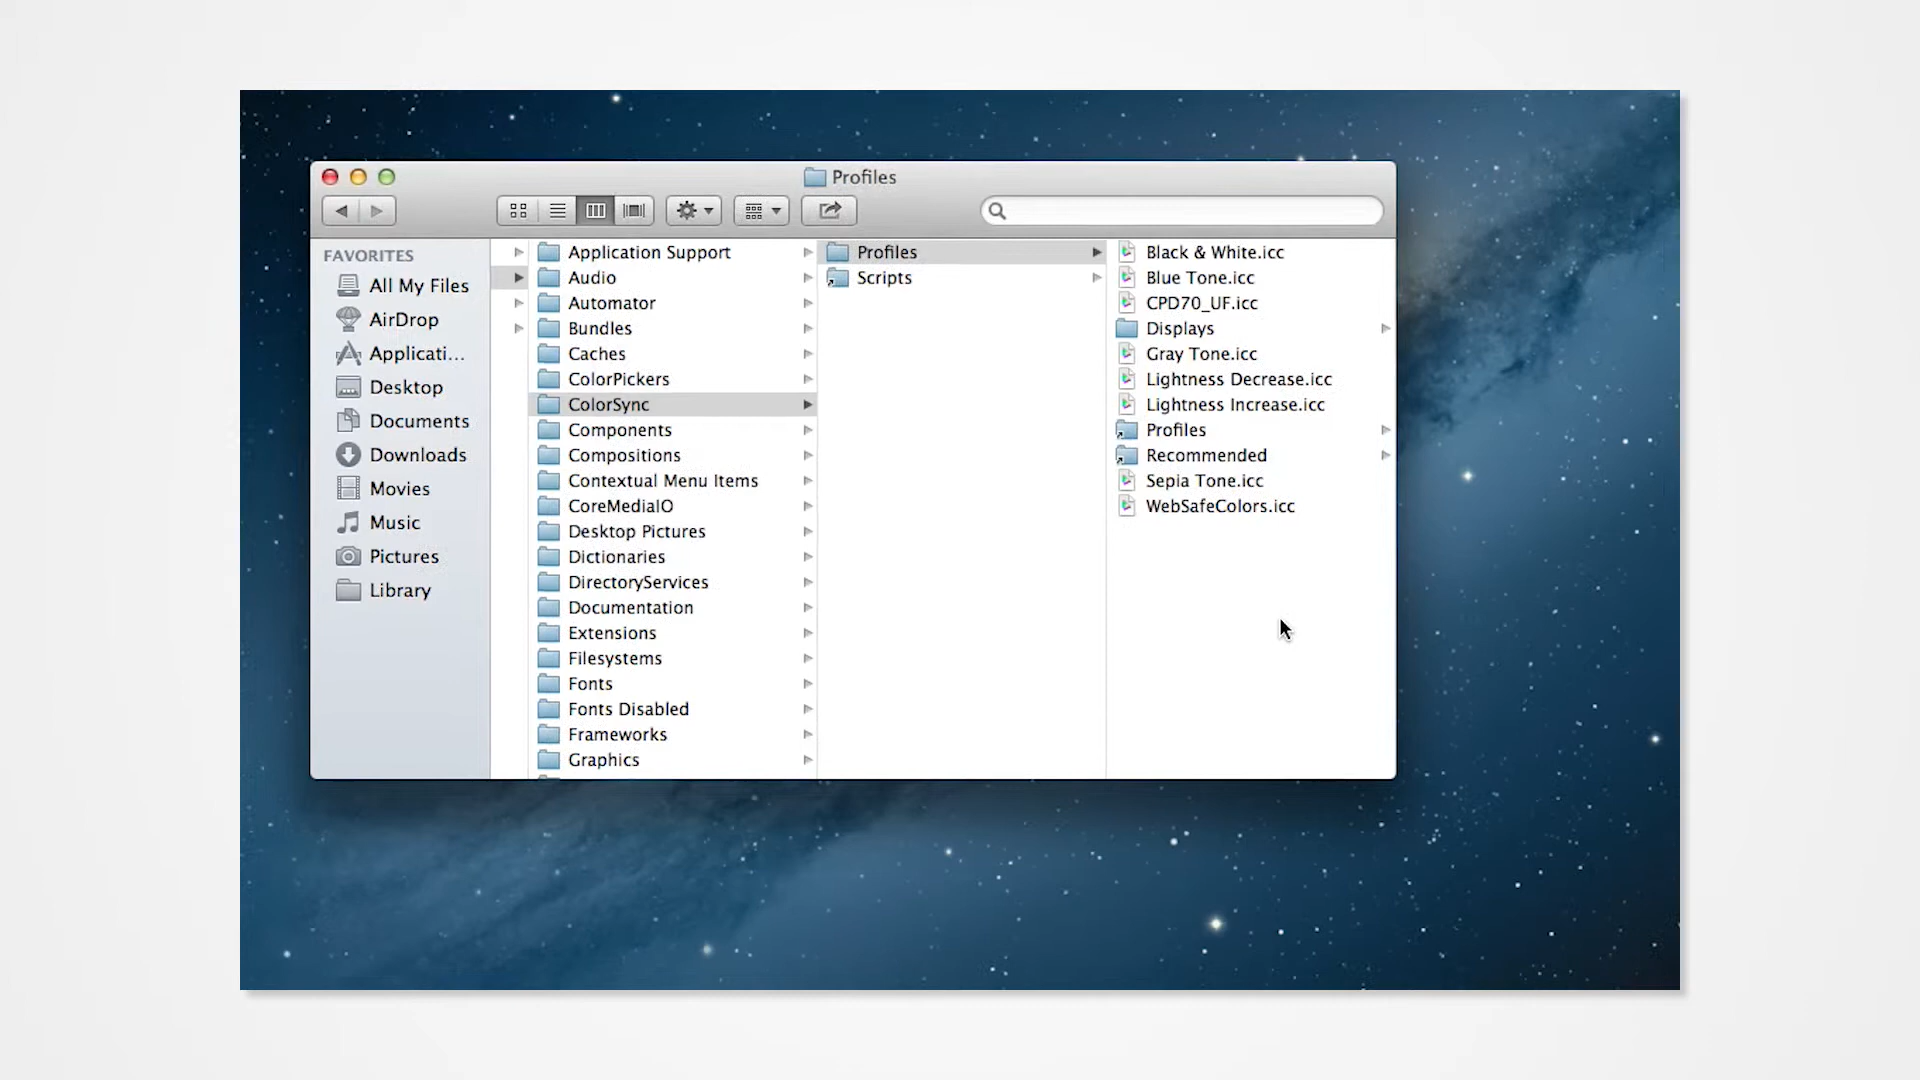 Profiles
FAVORITES
All My Files
AirDrop
Applicati...
Desktop
Documents
Downloads
Movies
Music
Pictures
Library
Application Support
Audio
Automator
Bundles
Caches
ColorPickers
ColorSync
Components
Compositions
Contextual Menu Items
CoreMediaIO
Desktop Pictures
Dictionaries
DirectoryServices
Documentation
Extensions
Filesystems
Fonts
Fonts Disabled
Frameworks
Graphics
Profiles
Scripts
Black & White.icc
Blue Tone.icc
CPD70_UF.icc
Displays
Gray Tone.icc
Lightness Decrease.icc
Lightness Increase.icc
Profiles
Recommended
Sepia Tone.icc
WebSafeColors.icc